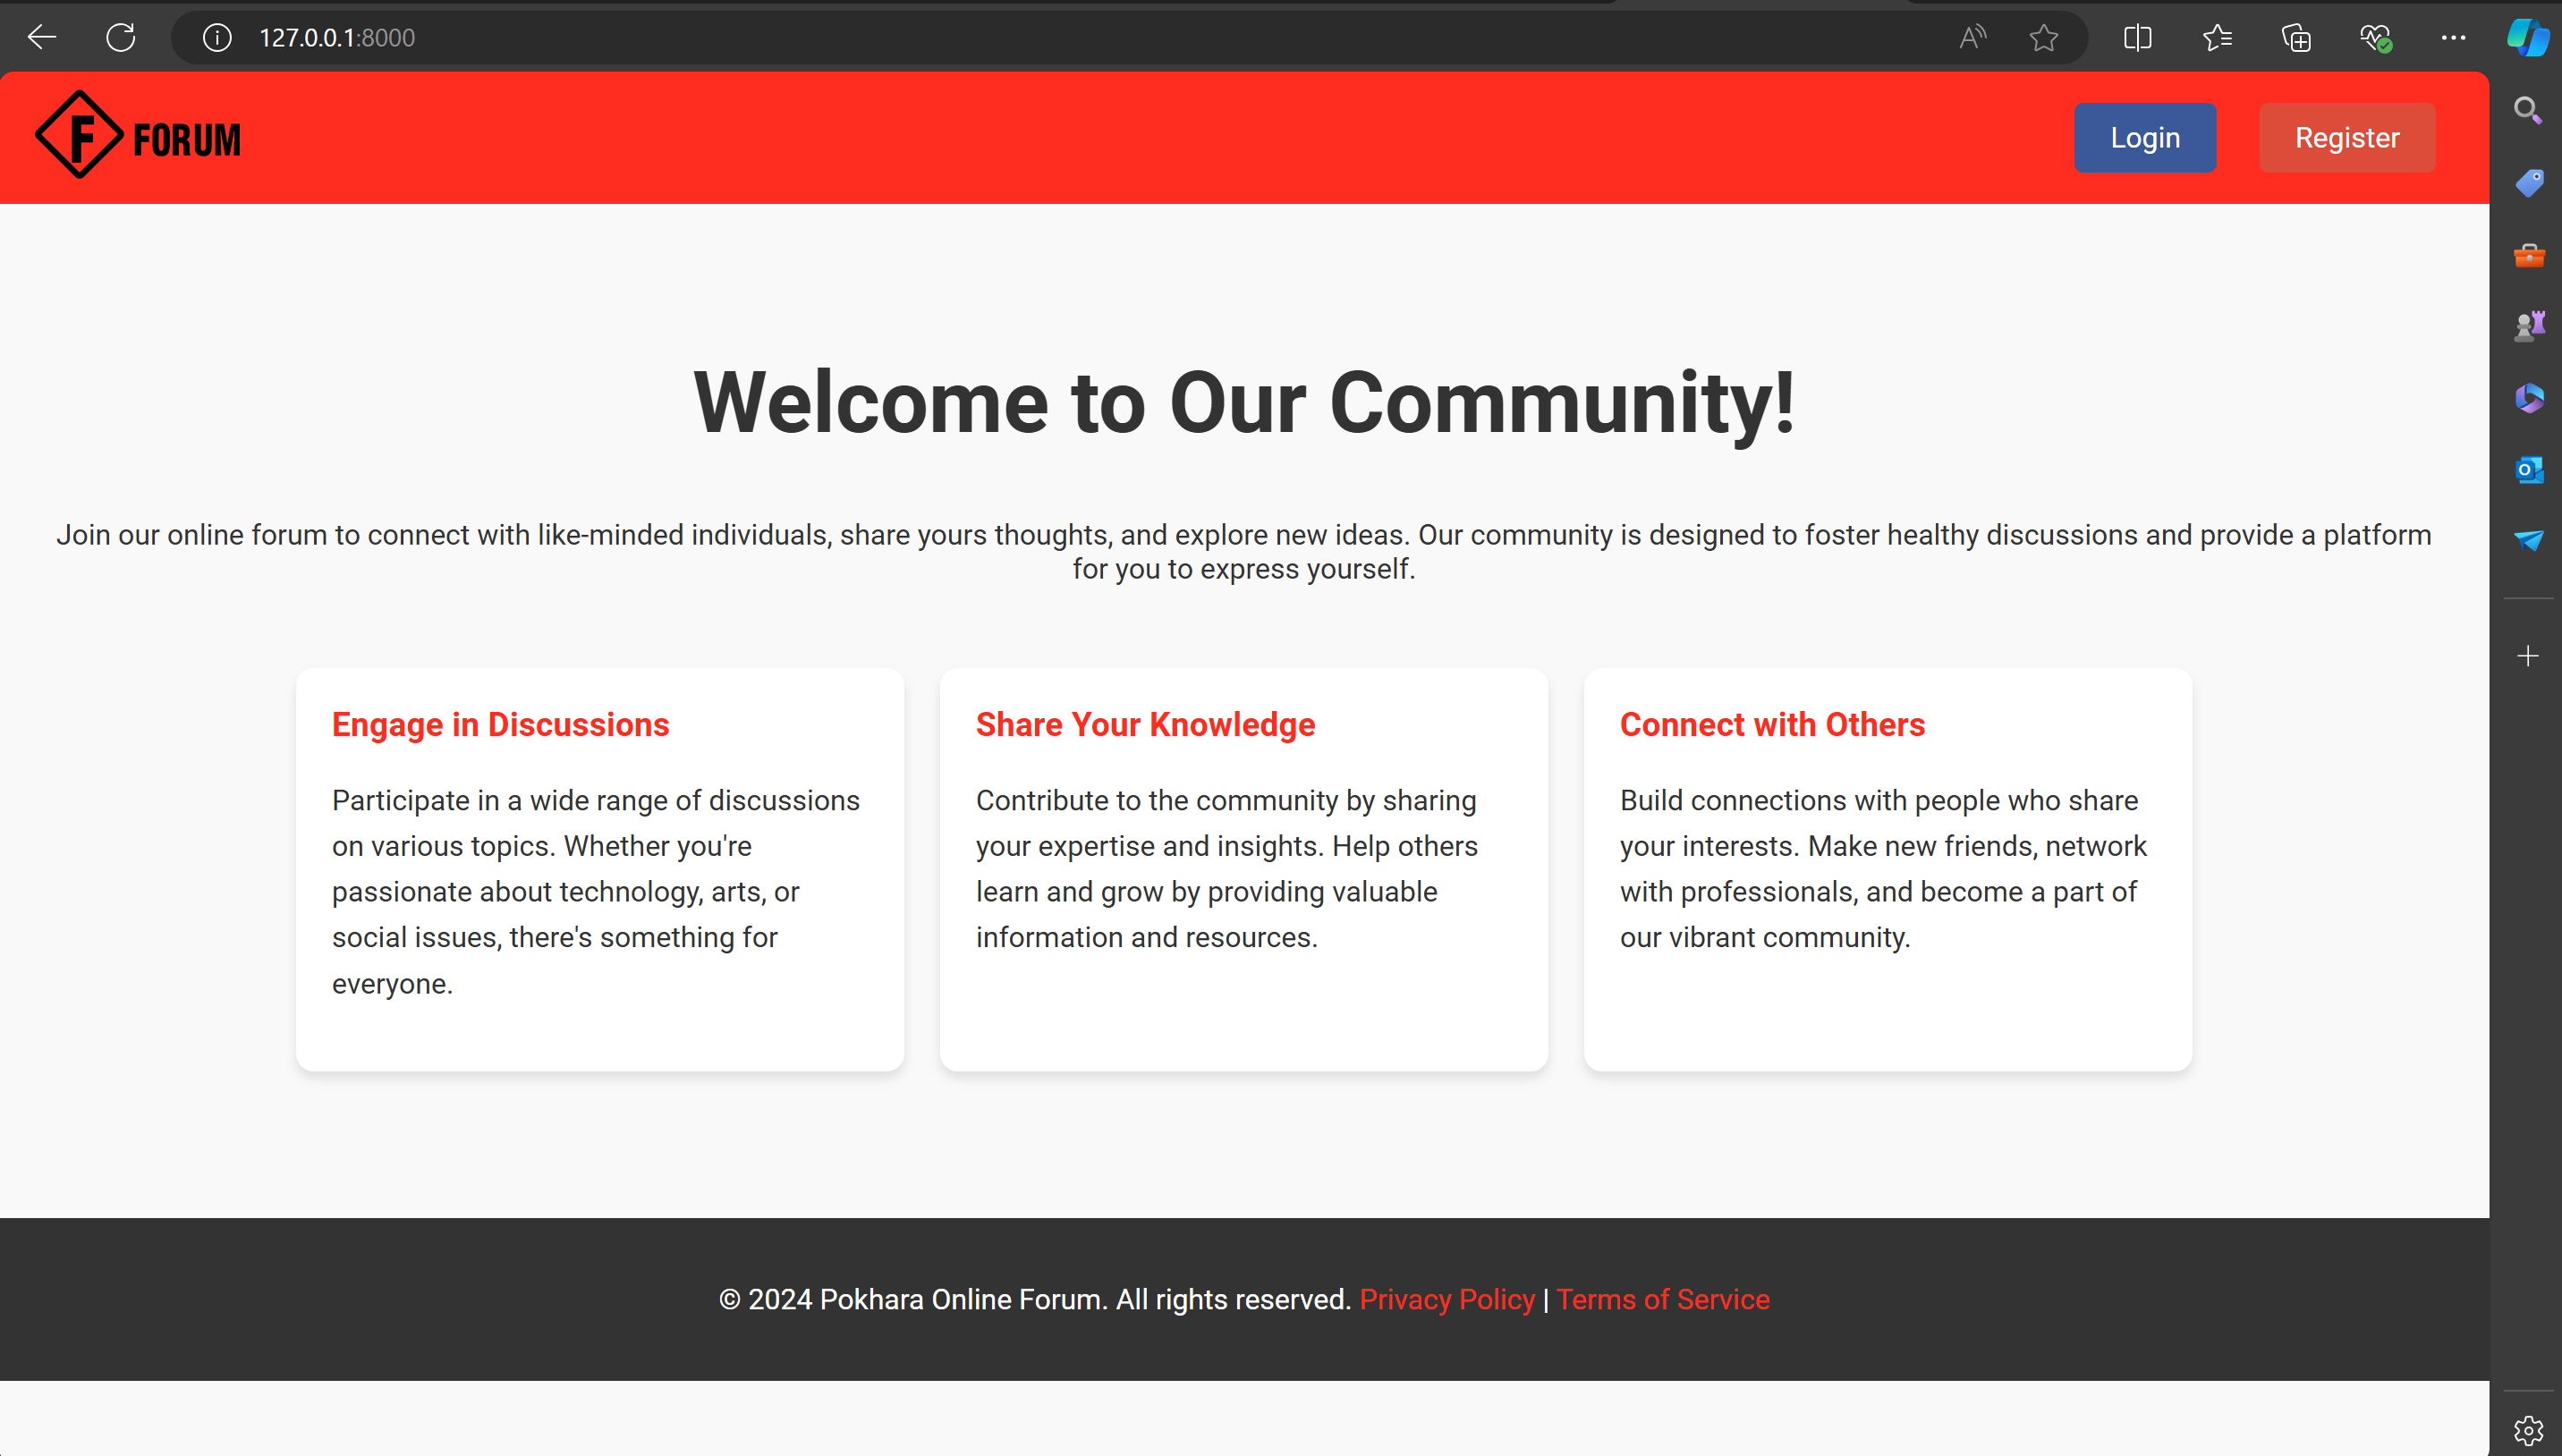 127.0.0.1:8000
F FORUM
Login
Register
Welcome to Our Community!
Join our online forum to connect with like-minded individuals, share yours thoughts, and explore new ideas. Our community is designed to foster healthy discussions and provide a platform
for you to express yourself.
Engage in Discussions
Participate in a wide range of discussions
on various topics. Whether you're
passionate about technology, arts, or
social issues, there's something for
everyone.
Share Your Knowledge
Contribute to the community by sharing
your expertise and insights. Help others
learn and grow by providing valuable
information and resources.
Connect with Others
Build connections with people who share
your interests. Make new friends, network
with professionals, and become a part of
our vibrant community.
© 2024 Pokhara Online Forum. All rights reserved. Privacy Policy | Terms of Service